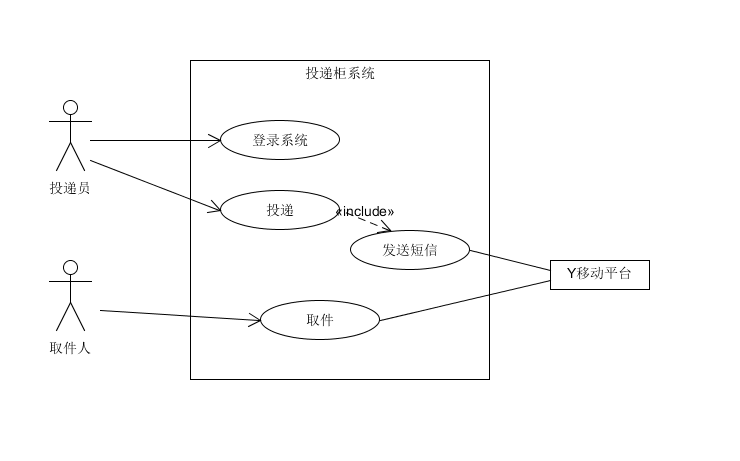 投递柜系统
登录系统
投递员
投递
«include»
发送短信
Y移动平台
取件
取件人